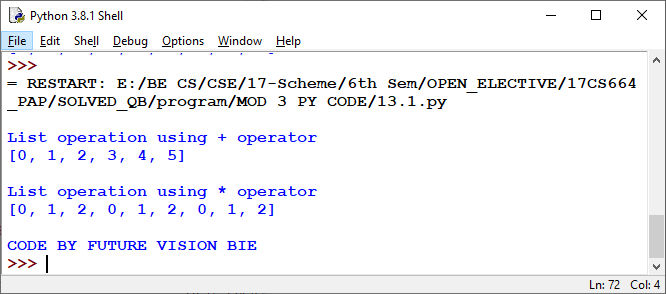 Python 3.8.1 Shell
File Edit Shell Debug Options Window Help
>>>
= RESTART: E:/BE CS/CSE/17-Scheme/6th Sem/OPEN_ELECTIVE/17CS664
_PAP/SOLVED_QB/program/MOD 3 PY CODE/13.1.py
List operation using + operator
[0, 1, 2, 3, 4, 5]
List operation using * operator
[0, 1, 2, 0, 1, 2, 0, 1, 2]
CODE BY FUTURE VISION BIE
>>>
Ln: 72 Col: 4